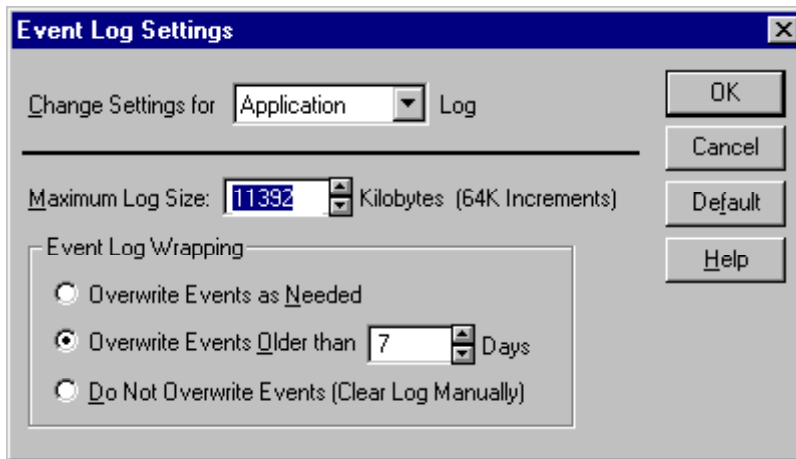 Event Log Settings
Change Settings for Application Log
OK
Cancel
Maximum Log Size: 11392 Kilobytes (64K Increments)
Default
Event Log Wrapping
Help
Overwrite Events as Needed
Overwrite Events Older than 7 Days
Do Not Overwrite Events (Clear Log Manually)